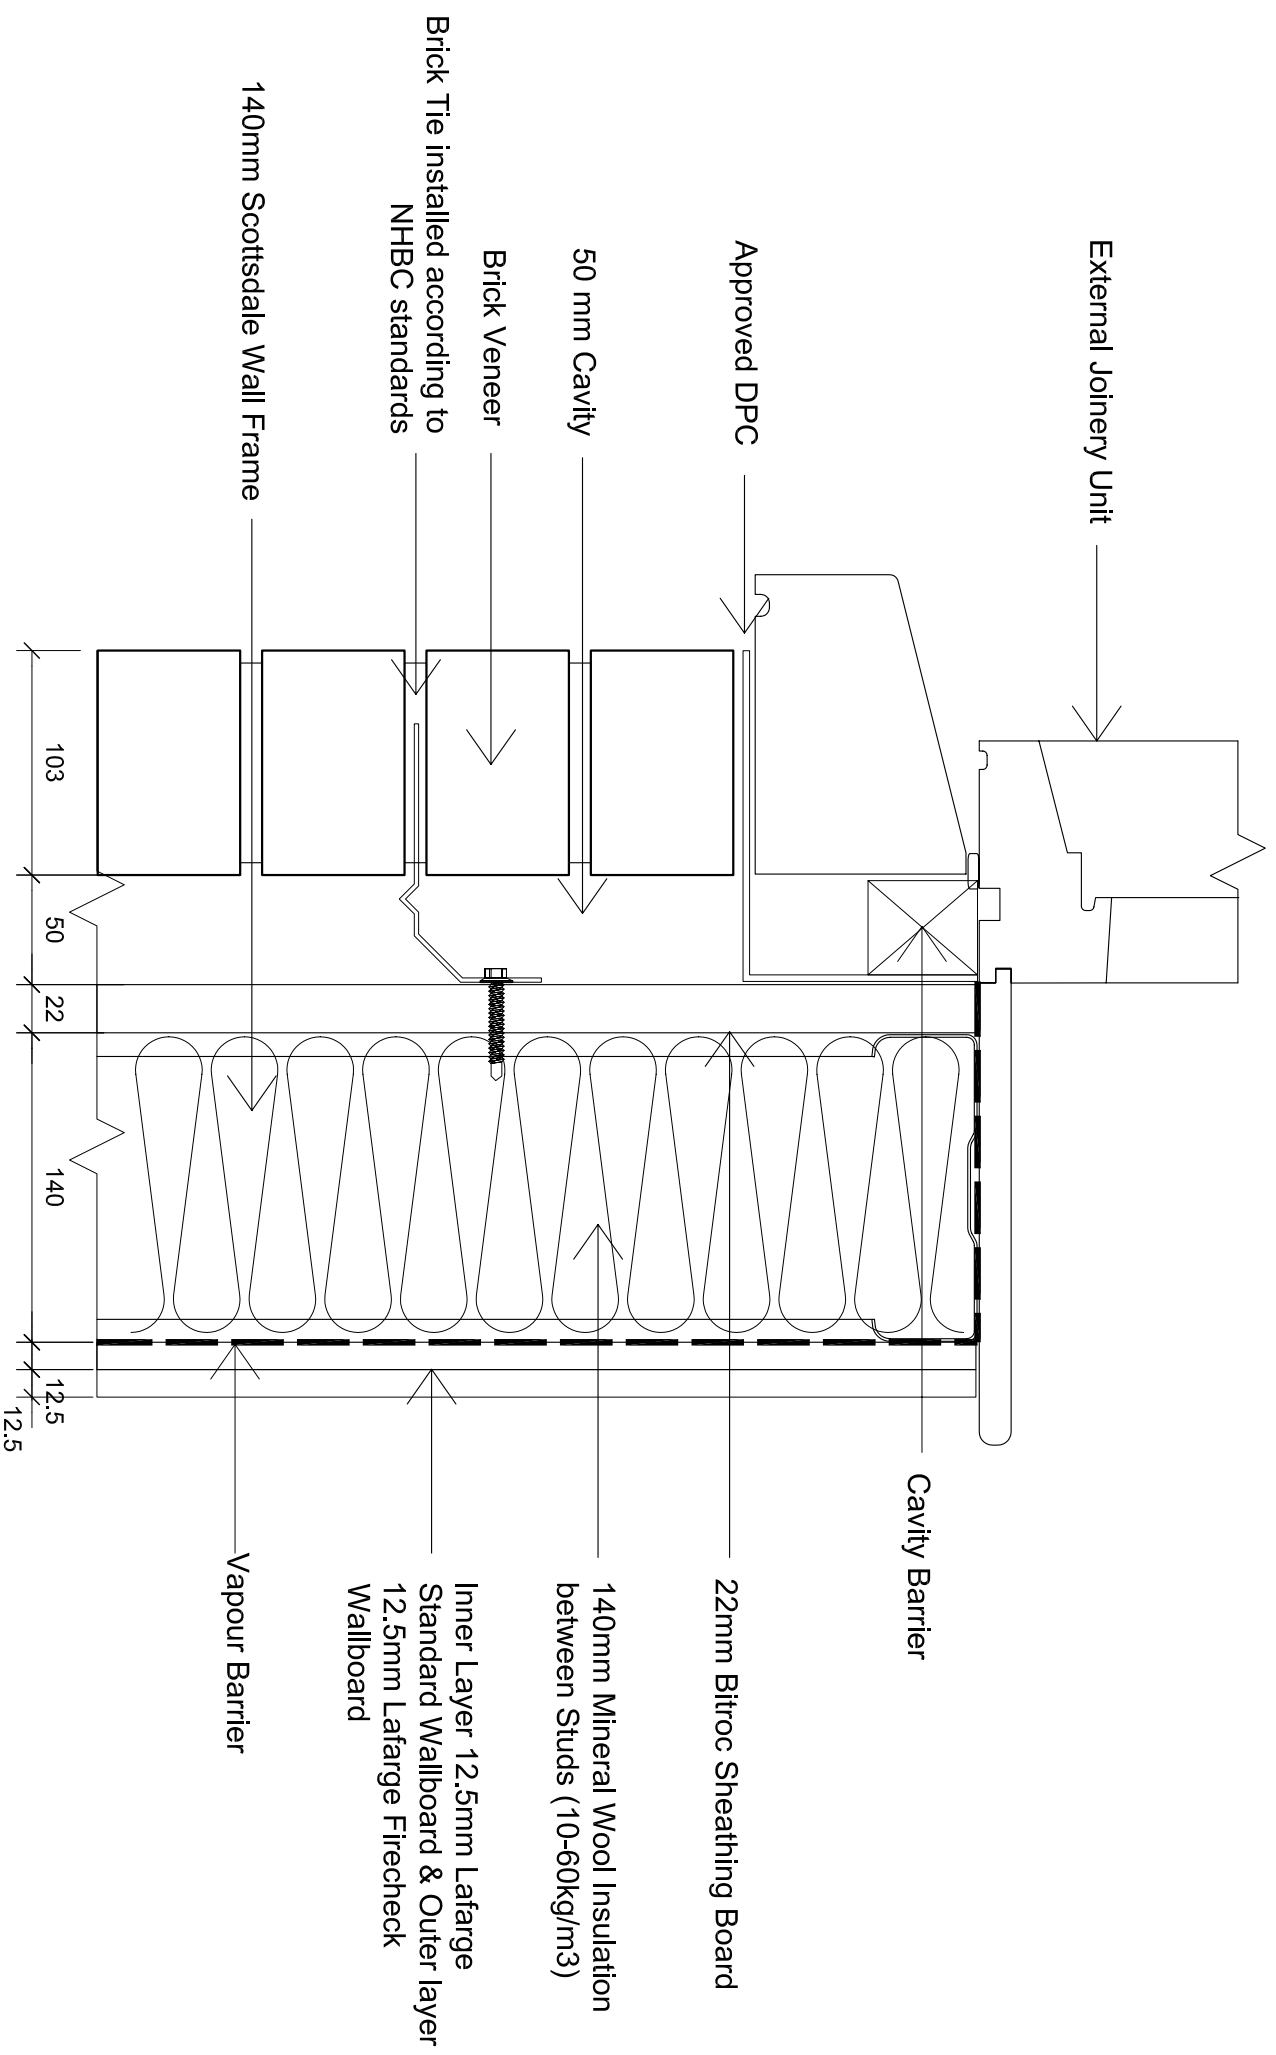 External Joinery Unit
Approved DPC
50 mm Cavity
Brick Veneer
Brick Tie installed according to
NHBC standards
140mm Scottsdale Wall Frame
Cavity Barrier
22mm Bitroc Sheathing Board
140mm Mineral Wool Insulation
between Studs (10-60kg/m3)
Inner Layer 12.5mm Lafarge
Standard Wallboard & Outer layer
12.5mm Lafarge Firecheck
Wallboard
Vapour Barrier
103
50
22
140
12.5
12.5